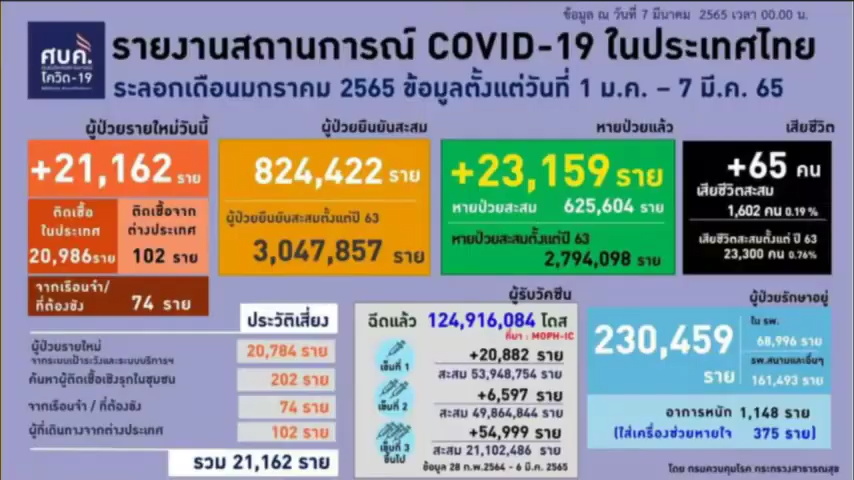 ข้อมูล ณ วันที่ 7 มีนาคม 2565 เวลา 00.00 น.
ศบค.
โควิด-19
รายงานสถานการณ์ COVID-19 ในประเทศไทย
ระลอกเดือนมกราคม 2565 ข้อมูลตั้งแต่วันที่ 1 ม.ค. – 7 มี.ค. 65
ผู้ป่วยรายใหม่วันนี้
+21,162 ราย
ติดเชื้อ
ในประเทศ
20,986ราย
ติดเชื้อจาก
ต่างประเทศ
102 ราย
จากเรือนจำ/
ที่ต้องขัง
74 ราย
ผู้ป่วยยืนยันสะสม
824,422 ราย
ผู้ป่วยยืนยันสะสมตั้งแต่ปี 63
3,047,857 ราย
หายป่วยแล้ว
+23,159 ราย
หายป่วยสะสม 625,604 ราย
หายป่วยสะสมตั้งแต่ปี 63
2,794,098 ราย
เสียชีวิต
+65 คน
เสียชีวิตสะสม
1,602 คน 0.19 %
เสียชีวิตสะสมตั้งแต่ ปี 63
23,300 คน 0.76%
ประวัติเสี่ยง
ผู้ป่วยรายใหม่
จากระบบเฝ้าระวังและระบบบริการฯ
20,784 ราย
ค้นหาผู้ติดเชื้อเชิงรุกในชุมชน 202 ราย
จากเรือนจำ / ที่ต้องขัง 74 ราย
ผู้ที่เดินทางจากต่างประเทศ 102 ราย
รวม 21,162 ราย
ผู้รับวัคซีน
ฉีดแล้ว 124,916,084 โดส
ที่มา : MOPH-IC
เข็มที่ 1
+20,882 ราย
สะสม 53,948,754 ราย
เข็มที่ 2
+6,597 ราย
สะสม 49,864,844 ราย
เข็มที่ 3
ขึ้นไป
+54,999 ราย
สะสม 21,102,486 ราย
ข้อมูล 28 ก.พ.2564 - 6 มี.ค. 2565
ผู้ป่วยรักษาอยู่
230,459
ราย
ใน รพ.
68,996 ราย
รพ.สนามและอื่นๆ
161,493 ราย
อาการหนัก 1,148 ราย
(ใส่เครื่องช่วยหายใจ 375 ราย)
โดย กรมควบคุมโรค กระทรวงสาธารณสุข